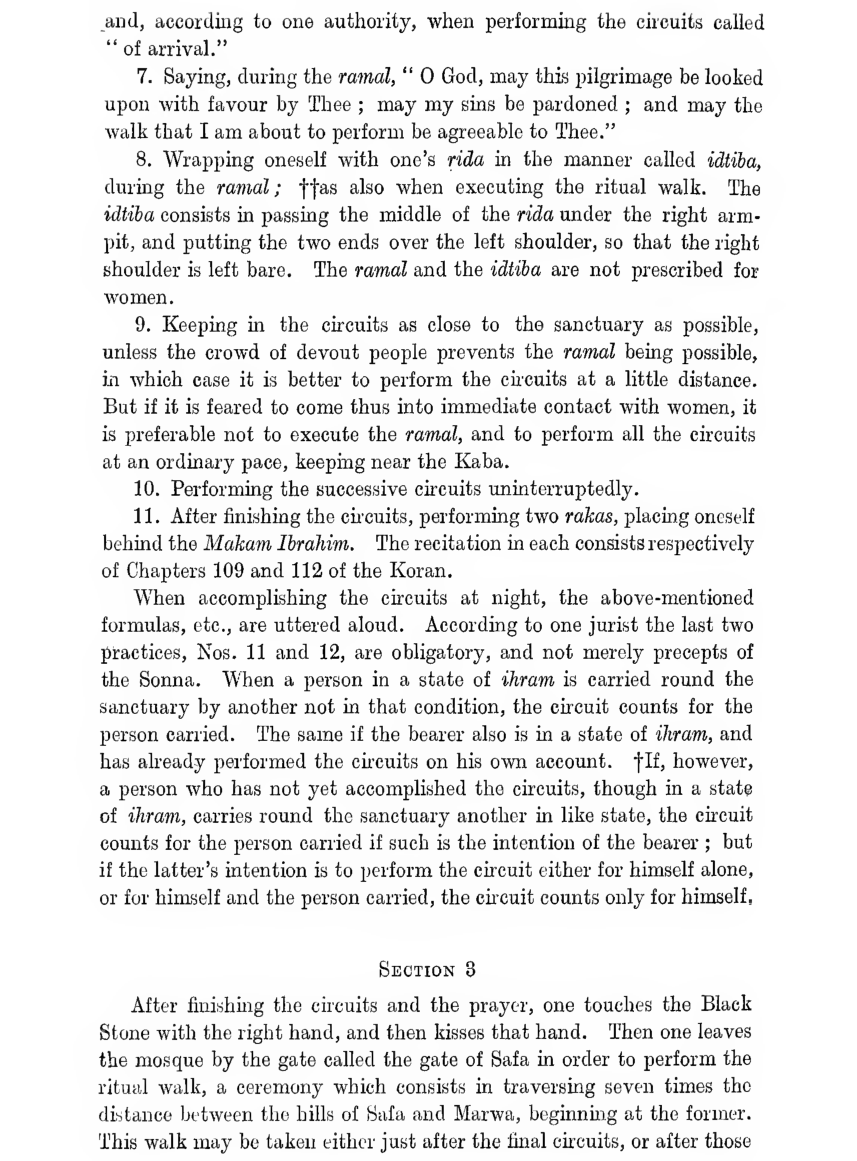 and, according to one authority, when performing the circuits called
“ of arrival.”
7. Saying, during the ramal, “ O God, may this pilgrimage be looked
upon with favour by Thee ; may my sins be pardoned ; and may the
walk that I am about to perform be agreeable to Thee.”
8. Wrapping oneself with one’s rida in the manner called idtiba,
during the ramal ; ††as also when executing the ritual walk. The
idtiba consists in passing the middle of the rida under the right arm-
pit, and putting the two ends over the left shoulder, so that the right
shoulder is left bare. The ramal and the idtiba are not prescribed for
women.
9. Keeping in the circuits as close to the sanctuary as possible,
unless the crowd of devout people prevents the ramal being possible,
in which case it is better to perform the circuits at a little distance.
But if it is feared to come thus into immediate contact with women, it
is preferable not to execute the ramal, and to perform all the circuits
at an ordinary pace, keeping near the Kaba.
10. Performing the successive circuits uninterruptedly.
11. After finishing the circuits, performing two rakas, placing oneself
behind the Makam Ibrahim. The recitation in each consists respectively
of Chapters 109 and 112 of the Koran.
When accomplishing the circuits at night, the above-mentioned
formulas, etc., are uttered aloud. According to one jurist the last two
practices, Nos. 11 and 12, are obligatory, and not merely precepts of
the Sonna. When a person in a state of ihram is carried round the
sanctuary by another not in that condition, the circuit counts for the
person carried. The same if the bearer also is in a state of ihram, and
has already performed the circuits on his own account. †If, however,
a person who has not yet accomplished the circuits, though in a state
of ihram, carries round the sanctuary another in like state, the circuit
counts for the person carried if such is the intention of the bearer ; but
if the latter’s intention is to perform the circuit either for himself alone,
or for himself and the person carried, the circuit counts only for himself.
SECTION 3
After finishing the circuits and the prayer, one touches the Black
Stone with the right hand, and then kisses that hand. Then one leaves
the mosque by the gate called the gate of Safa in order to perform the
ritual walk, a ceremony which consists in traversing seven times the
distance between the hills of Safa and Marwa, beginning at the former.
This walk may be taken either just after the final circuits, or after those